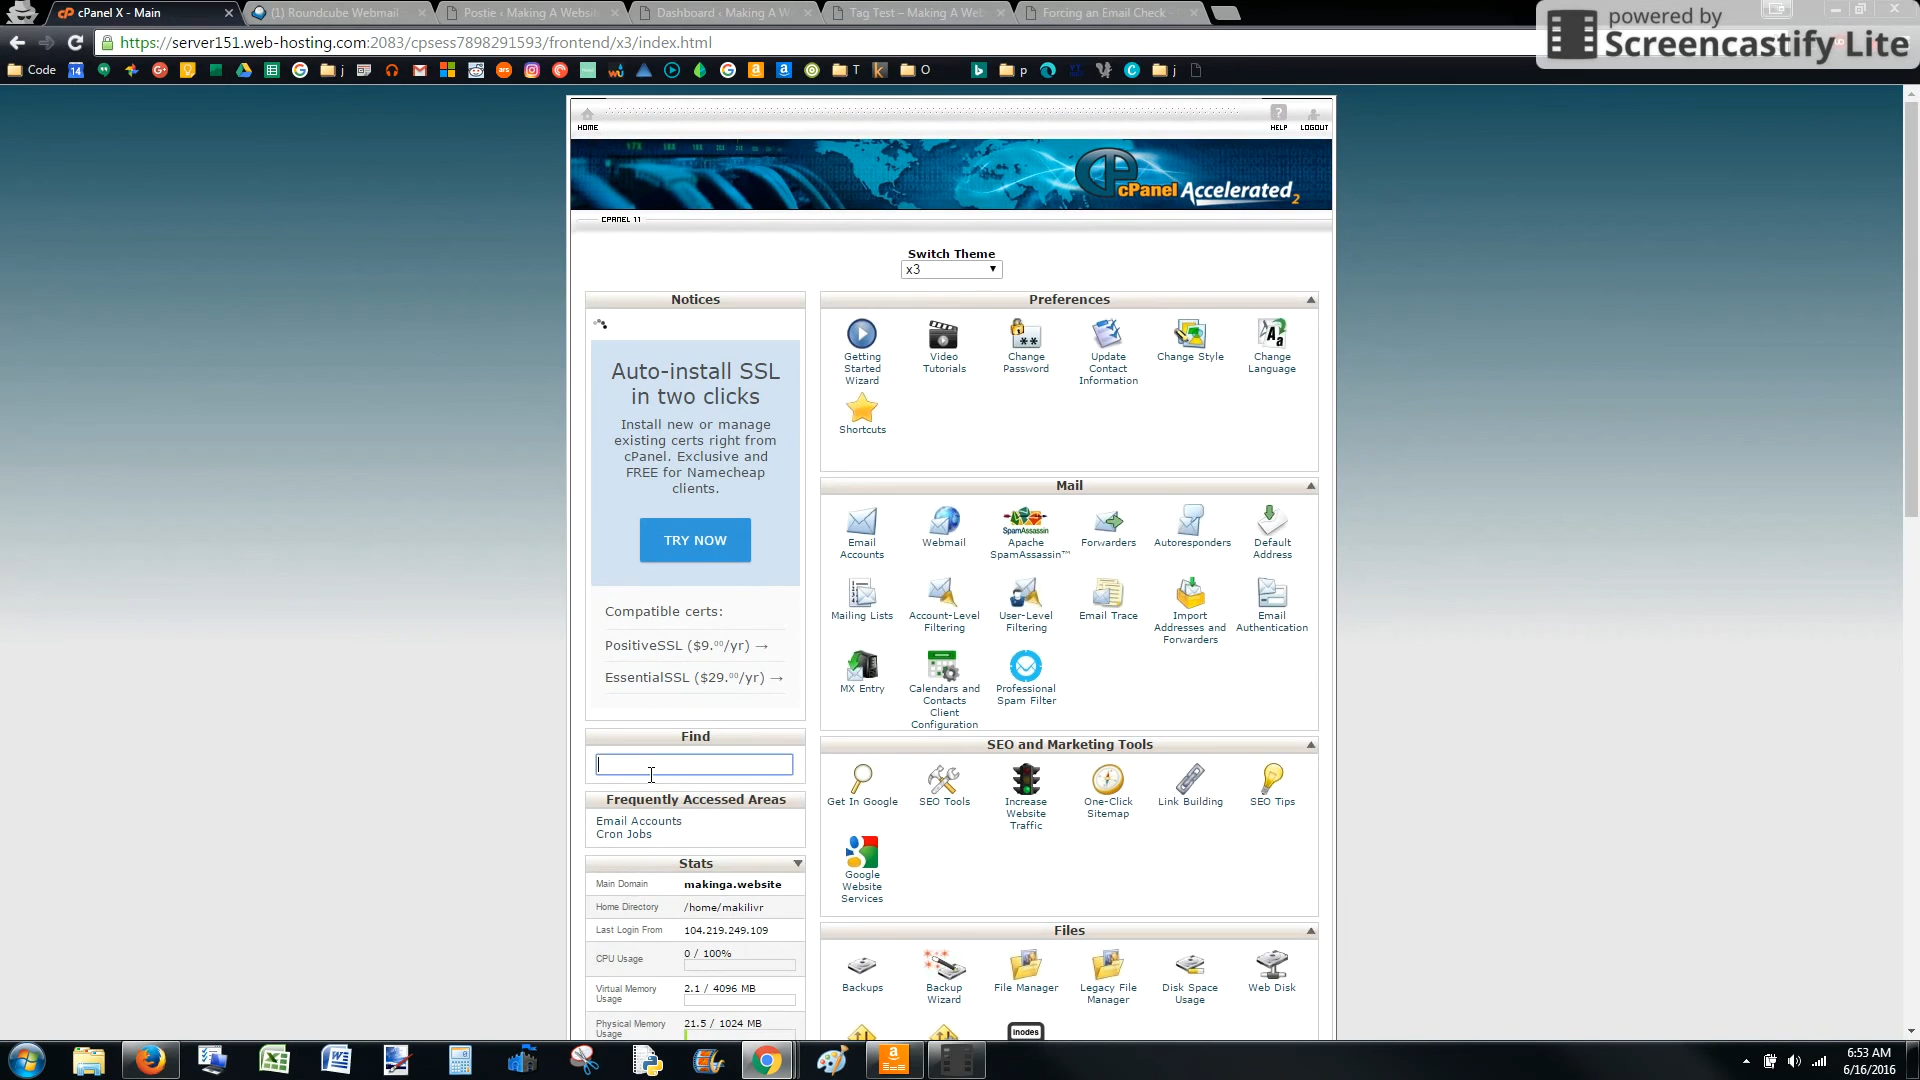 cPanel X - Main
(1) Roundcube Webmail
Postie ‹ Making A Websit
Dashboard ‹ Making A W
Tag Test – Making A Web
Forcing an Email Check
powered by
Screencastify Lite
https://server151.web-hosting.com:2083/cpsess7898291593/frontend/x3/index.html
Code
14
j
T
O
p
j
HOME
HELP
LOGOUT
cPanel Accelerated2
CPANEL 11
Switch Theme
x3
Notices
Auto-install SSL
in two clicks
Install new or manage
existing certs right from
cPanel. Exclusive and
FREE for Namecheap
clients.
TRY NOW
Compatible certs:
PositiveSSL ($9.00/yr) →
EssentialSSL ($29.00/yr) →
Find
Frequently Accessed Areas
Email Accounts
Cron Jobs
Stats
Main Domain makinga.website
Home Directory /home/makilivr
Last Login From 104.219.249.109
CPU Usage 0 / 100%
Virtual Memory
Usage
2.1 / 4096 MB
Physical Memory
Usage
21.5 / 1024 MB
Preferences
Getting
Started
Wizard
Video
Tutorials
Change
Password
Update
Contact
Information
Change Style
Change
Language
Shortcuts
Mail
Email
Accounts
Webmail
SpamAssassin
Apache
SpamAssassin™
Forwarders
Autoresponders
Default
Address
Mailing Lists
Account-Level
Filtering
User-Level
Filtering
Email Trace
Import
Addresses and
Forwarders
Email
Authentication
MX Entry
Calendars and
Contacts
Client
Configuration
Professional
Spam Filter
SEO and Marketing Tools
Get In Google
SEO Tools
Increase
Website
Traffic
One-Click
Sitemap
Link Building
SEO Tips
Google
Website
Services
Files
Backups
Backup
Wizard
File Manager
Legacy File
Manager
Disk Space
Usage
Web Disk
inodes
6:53 AM
6/16/2016